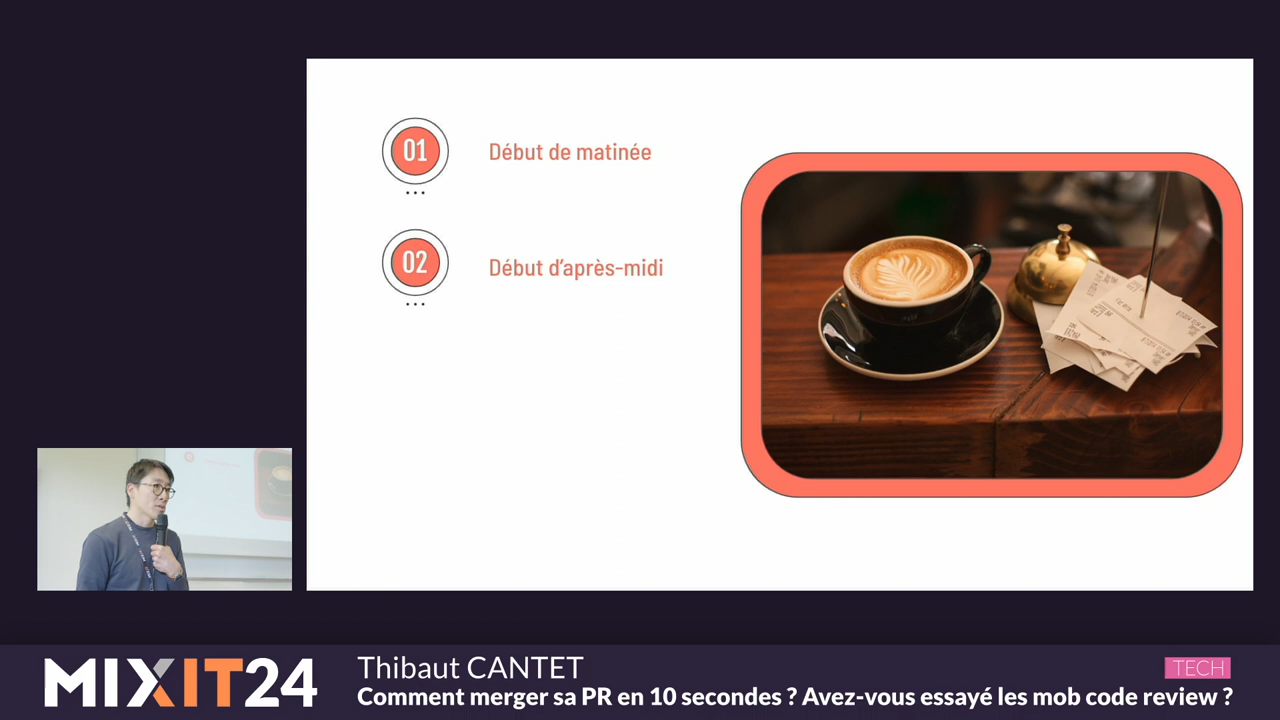 01
Début de matinée
02
Début d'après-midi
MIXIT24
Thibaut CANTET
TECH
Comment merger sa PR en 10 secondes ? Avez-vous essayé les mob code review ?